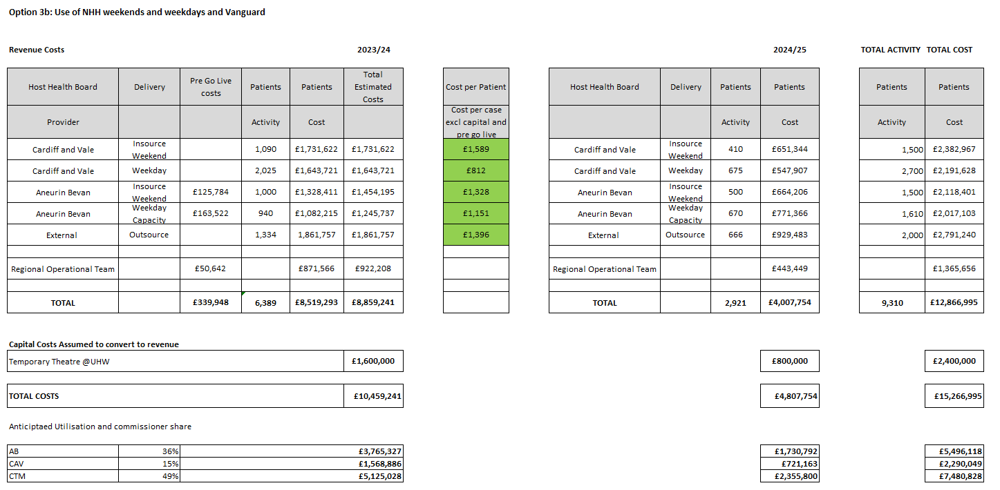 Option 3b: Use of NHH weekends and weekdays and Vanguard
Revenue Costs 2023/24 2024/25 TOTAL ACTIVITY TOTAL COST
Host Health Board Delivery Pre Go Live costs Patients Patients Total Estimated Costs Cost per Patient Host Health Board Delivery Patients Patients Patients Patients
Provider Activity Cost Cost per case excl capital and pre go live Activity Cost Activity Cost
Cardiff and Vale Insource Weekend 1,090 £1,731,622 £1,731,622 £1,589 Cardiff and Vale Insource Weekend 410 £651,344 1,500 £2,382,967
Cardiff and Vale Weekday 2,025 £1,643,721 £1,643,721 £812 Cardiff and Vale Weekday 675 £547,907 2,700 £2,191,628
Aneurin Bevan Insource Weekend £125,784 1,000 £1,328,411 £1,454,195 £1,328 Aneurin Bevan Insource Weekend 500 £664,206 1,500 £2,118,401
Aneurin Bevan Weekday Capacity £163,522 940 £1,082,215 £1,245,737 £1,151 Aneurin Bevan Weekday Capacity 670 £771,366 1,610 £2,017,103
External Outsource 1,334 1,861,757 £1,861,757 £1,396 External Outsource 666 £929,483 2,000 £2,791,240
Regional Operational Team £50,642 £871,566 £922,208 Regional Operational Team £443,449 £1,365,656
TOTAL £339,948 6,389 £8,519,293 £8,859,241 TOTAL 2,921 £4,007,754 9,310 £12,866,995
Capital Costs Assumed to convert to revenue
Temporary Theatre @UHW £1,600,000 £800,000 £2,400,000
TOTAL COSTS £10,459,241 £4,807,754 £15,266,995
Anticiptaed Utilisation and commissioner share
AB 36% £3,765,327 £1,730,792 £5,496,118
CAV 15% £1,568,886 £721,163 £2,290,049
CTM 49% £5,125,028 £2,355,800 £7,480,828